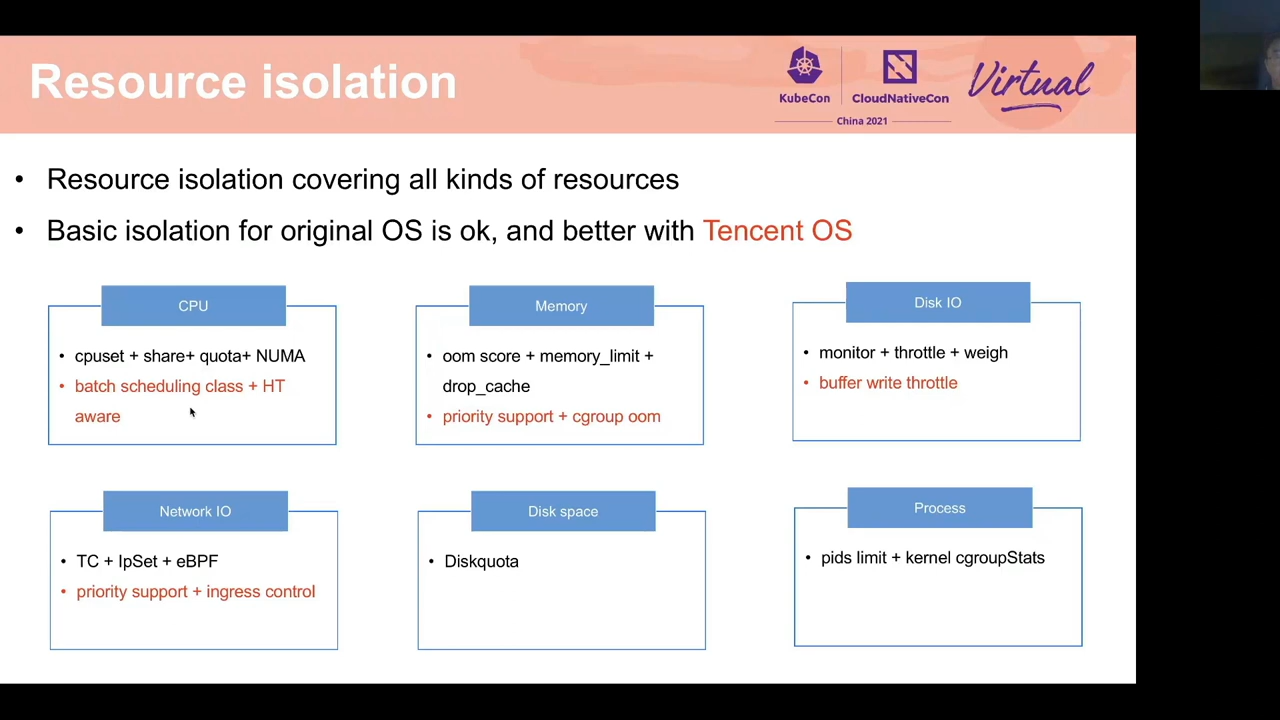 Resource isolation
KubeCon
CloudNativeCon
China 2021
Virtual
• Resource isolation covering all kinds of resources
• Basic isolation for original OS is ok, and better with Tencent OS
CPU
• cpuset + share+ quota+ NUMA
• batch scheduling class + HT
aware
Memory
• oom score + memory_limit +
drop_cache
• priority support + cgroup oom
Disk IO
• monitor + throttle + weigh
• buffer write throttle
Network IO
• TC + IpSet + eBPF
• priority support + ingress control
Disk space
• Diskquota
Process
• pids limit + kernel cgroupStats